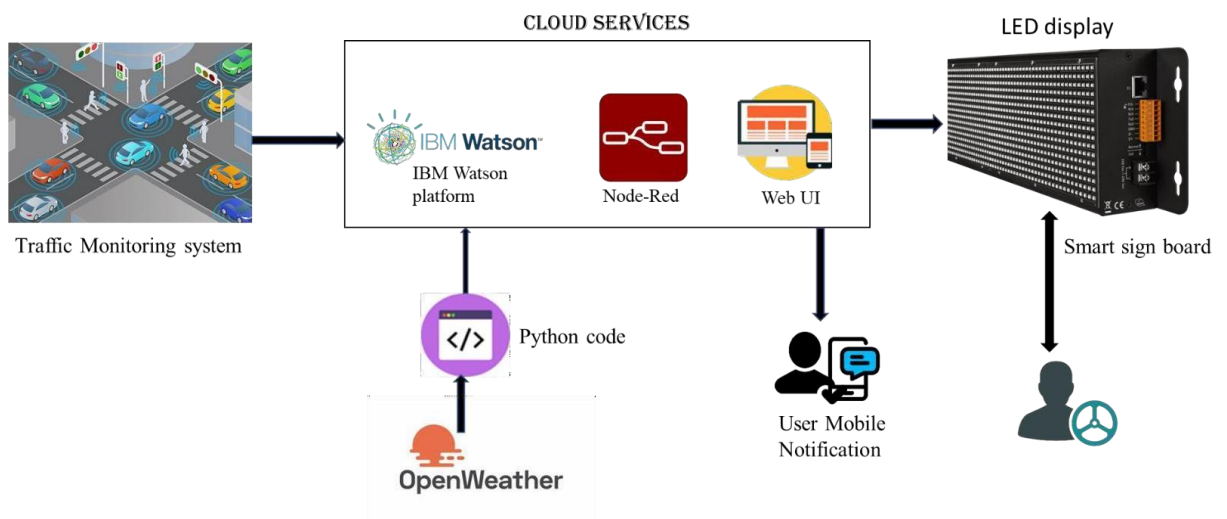 CLOUD SERVICES
LED display
IBM Watson™
IBM Watson
platform
Node-Red
Web UI
Traffic Monitoring system
Smart sign board
</>
Python code
User Mobile
Notification
OpenWeather